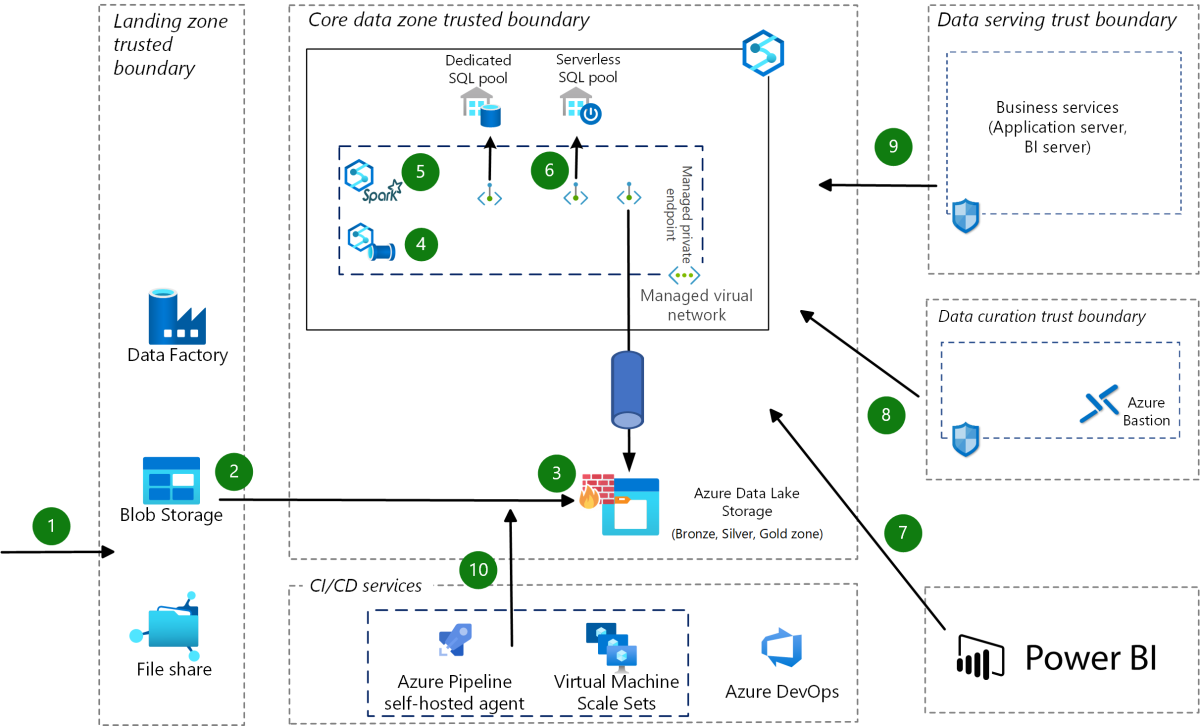 Landing zone
trusted
boundary
Data Factory
Blob Storage
File share
1
2
Core data zone trusted boundary
Dedicated
SQL pool
Serverless
SQL pool
5
6
Spark
4
Managed private
endpoint
Managed virual
network
3
Azure Data Lake
Storage
(Bronze, Silver, Gold zone)
10
CI/CD services
Azure Pipeline
self-hosted agent
Virtual Machine
Scale Sets
Azure DevOps
Data serving trust boundary
Business services
(Application server,
BI server)
9
Data curation trust boundary
Azure
Bastion
8
7
Power BI